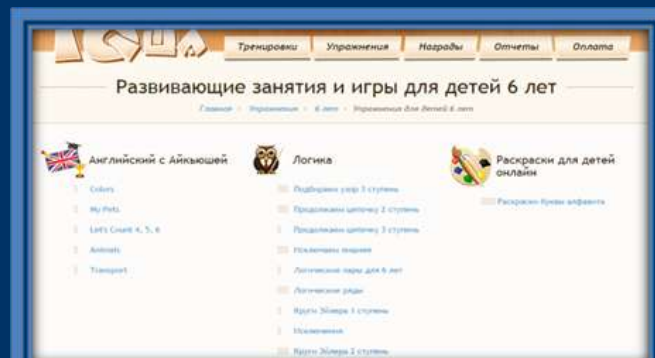 IQша
Тренировки Упражнения Награды Отчеты Оплата
Развивающие занятия и игры для детей 6 лет
Главная Упражнения 6 лет Упражнения для детей 6 лет
Английский с Айкьюшей
Colors
My Pets
Let's Count 4, 5, 6
Animals
Transport
Логика
Подбираем узор 3 ступень
Продолжаем цепочку 2 ступень
Продолжаем цепочку 3 ступень
Исключаем лишнее
Логические пары для 6 лет
Логические ряды
Круги Эйлера 1 ступень
Исключения
Круги Эйлера 2 ступень
Раскраски для детей
онлайн
Раскраски буквы алфавита